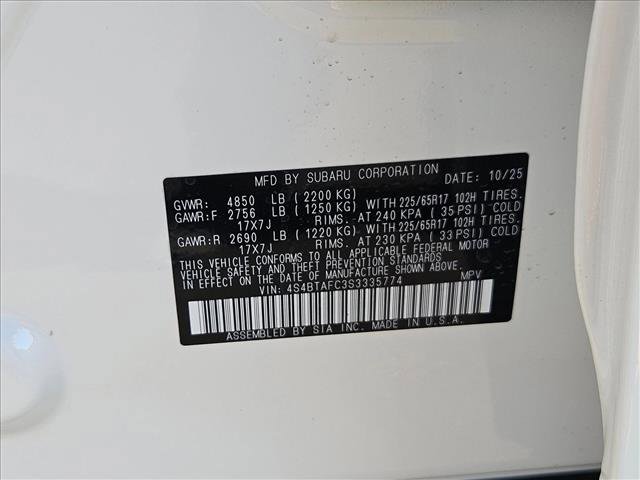 MFD BY SUBARU CORPORATION DATE: 10/25
GVWR: 4850 LB (2200 KG)
GAWR:F 2756 LB (1250 KG) WITH 225/65R17 102H TIRES.
17X7J RIMS. AT 240 KPA (35 PSI) COLD
GAWR:R 2690 LB (1220 KG) WITH 225/65R17 102H TIRES.
17X7J RIMS. AT 230 KPA (33 PSI) COLD
THIS VEHICLE CONFORMS TO ALL APPLICABLE FEDERAL MOTOR
VEHICLE SAFETY AND THEFT PREVENTION STANDARDS IN EFFECT
ON THE DATE OF MANUFACTURE SHOWN ABOVE.
VIN: 4S4BTAFC3S3335774 MPV
ASSEMBLED BY SIA INC. MADE IN U.S.A.